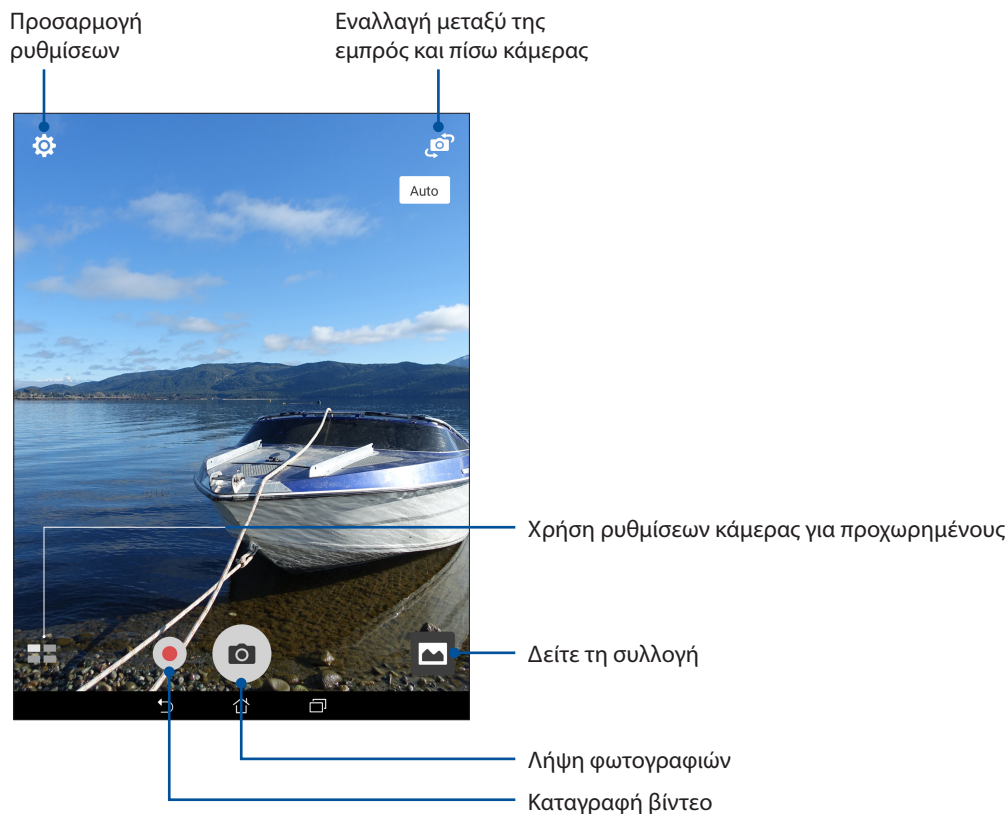 Προσαρμογή
ρυθμίσεων
Εναλλαγή μεταξύ της
εμπρός και πίσω κάμερας
Auto
Χρήση ρυθμίσεων κάμερας για προχωρημένους
Δείτε τη συλλογή
Λήψη φωτογραφιών
Καταγραφή βίντεο